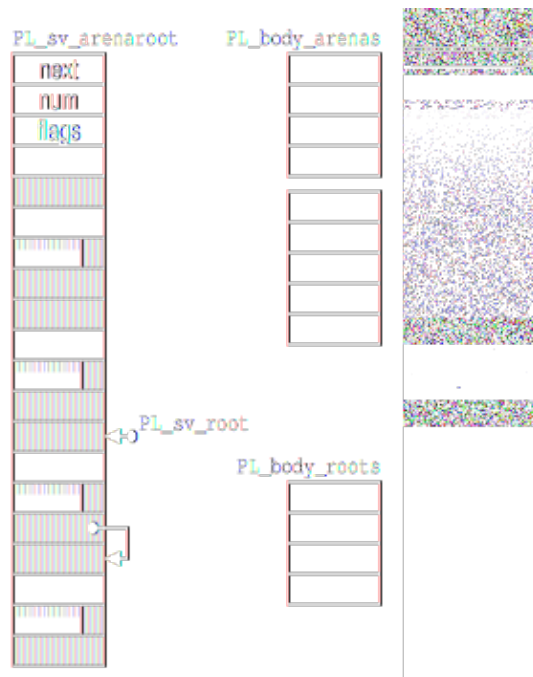 PL_sv_arenaroot
PL_body_arenas
next
num
flags
PL_sv_root
PL_body_roots